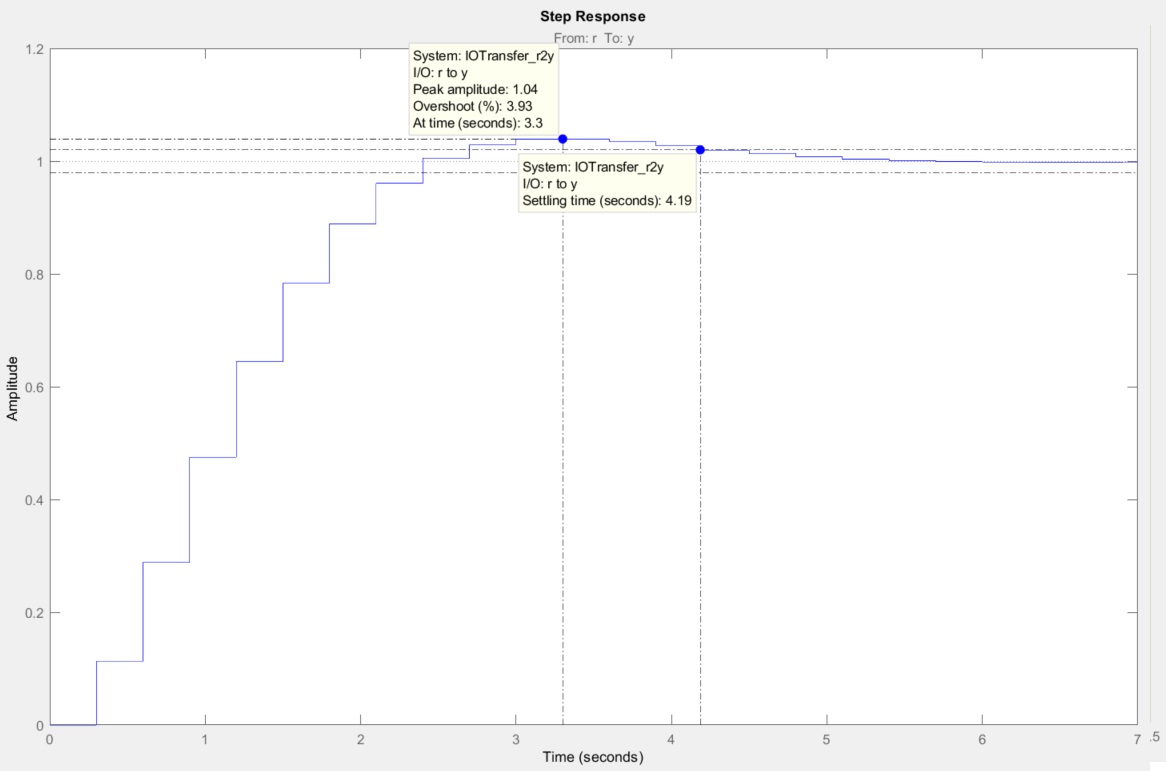 Step Response
From: r  To: y
System: IOTransfer_r2y
I/O: r to y
Peak amplitude: 1.04
Overshoot (%): 3.93
At time (seconds): 3.3
System: IOTransfer_r2y
I/O: r to y
Settling time (seconds): 4.19
Amplitude
1.2
1
0.8
0.6
0.4
0.2
0
0 1 2 3 4 5 6 7
.5
Time (seconds)